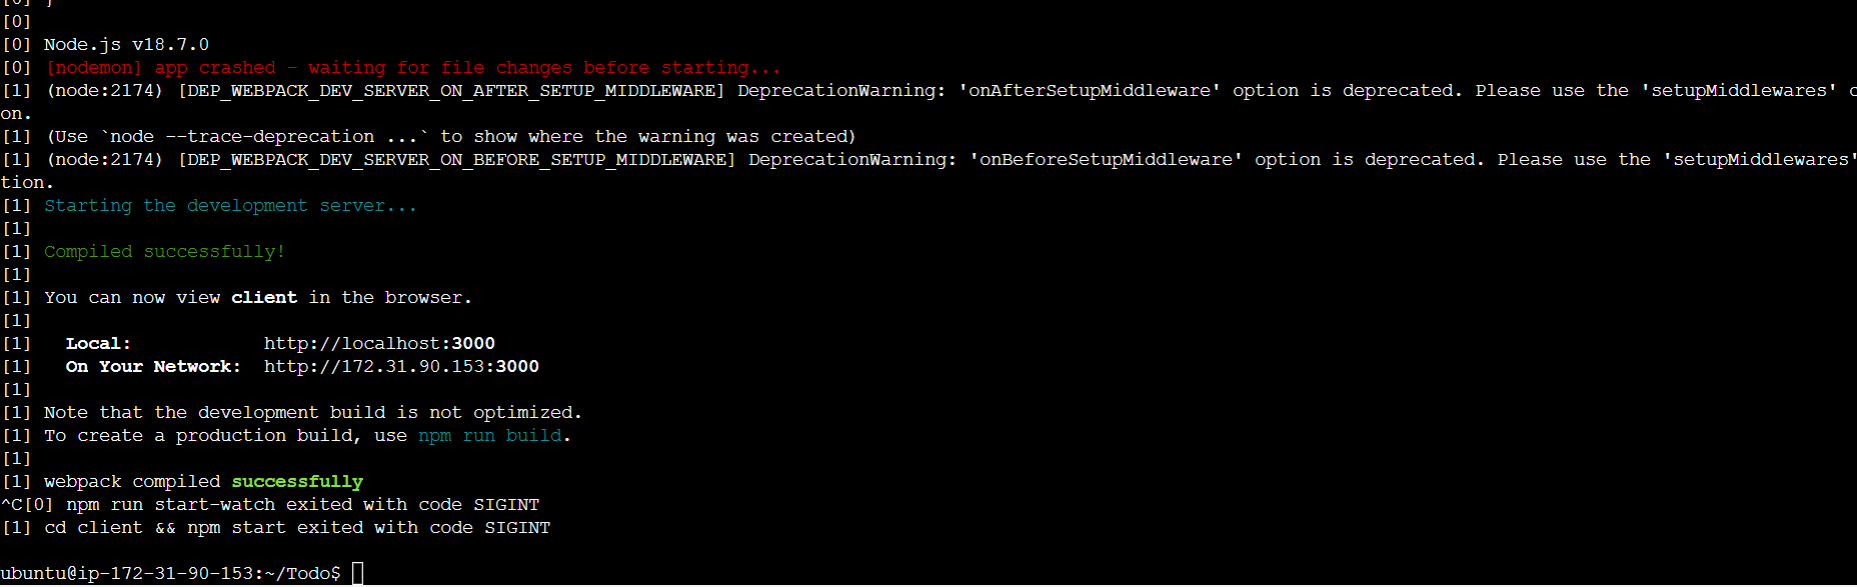 [0] }
[0]
[0] Node.js v18.7.0
[0] [nodemon] app crashed - waiting for file changes before starting...
[1] (node:2174) [DEP_WEBPACK_DEV_SERVER_ON_AFTER_SETUP_MIDDLEWARE] DeprecationWarning: 'onAfterSetupMiddleware' option is deprecated. Please use the 'setupMiddlewares' o
on.
[1] (Use `node --trace-deprecation ...` to show where the warning was created)
[1] (node:2174) [DEP_WEBPACK_DEV_SERVER_ON_BEFORE_SETUP_MIDDLEWARE] DeprecationWarning: 'onBeforeSetupMiddleware' option is deprecated. Please use the 'setupMiddlewares'
tion.
[1] Starting the development server...
[1]
[1] Compiled successfully!
[1]
[1] You can now view client in the browser.
[1]
[1]   Local:            http://localhost:3000
[1]   On Your Network:  http://172.31.90.153:3000
[1]
[1] Note that the development build is not optimized.
[1] To create a production build, use npm run build.
[1]
[1] webpack compiled successfully
^C[0] npm run start-watch exited with code SIGINT
[1] cd client && npm start exited with code SIGINT
ubuntu@ip-172-31-90-153:~/Todo$